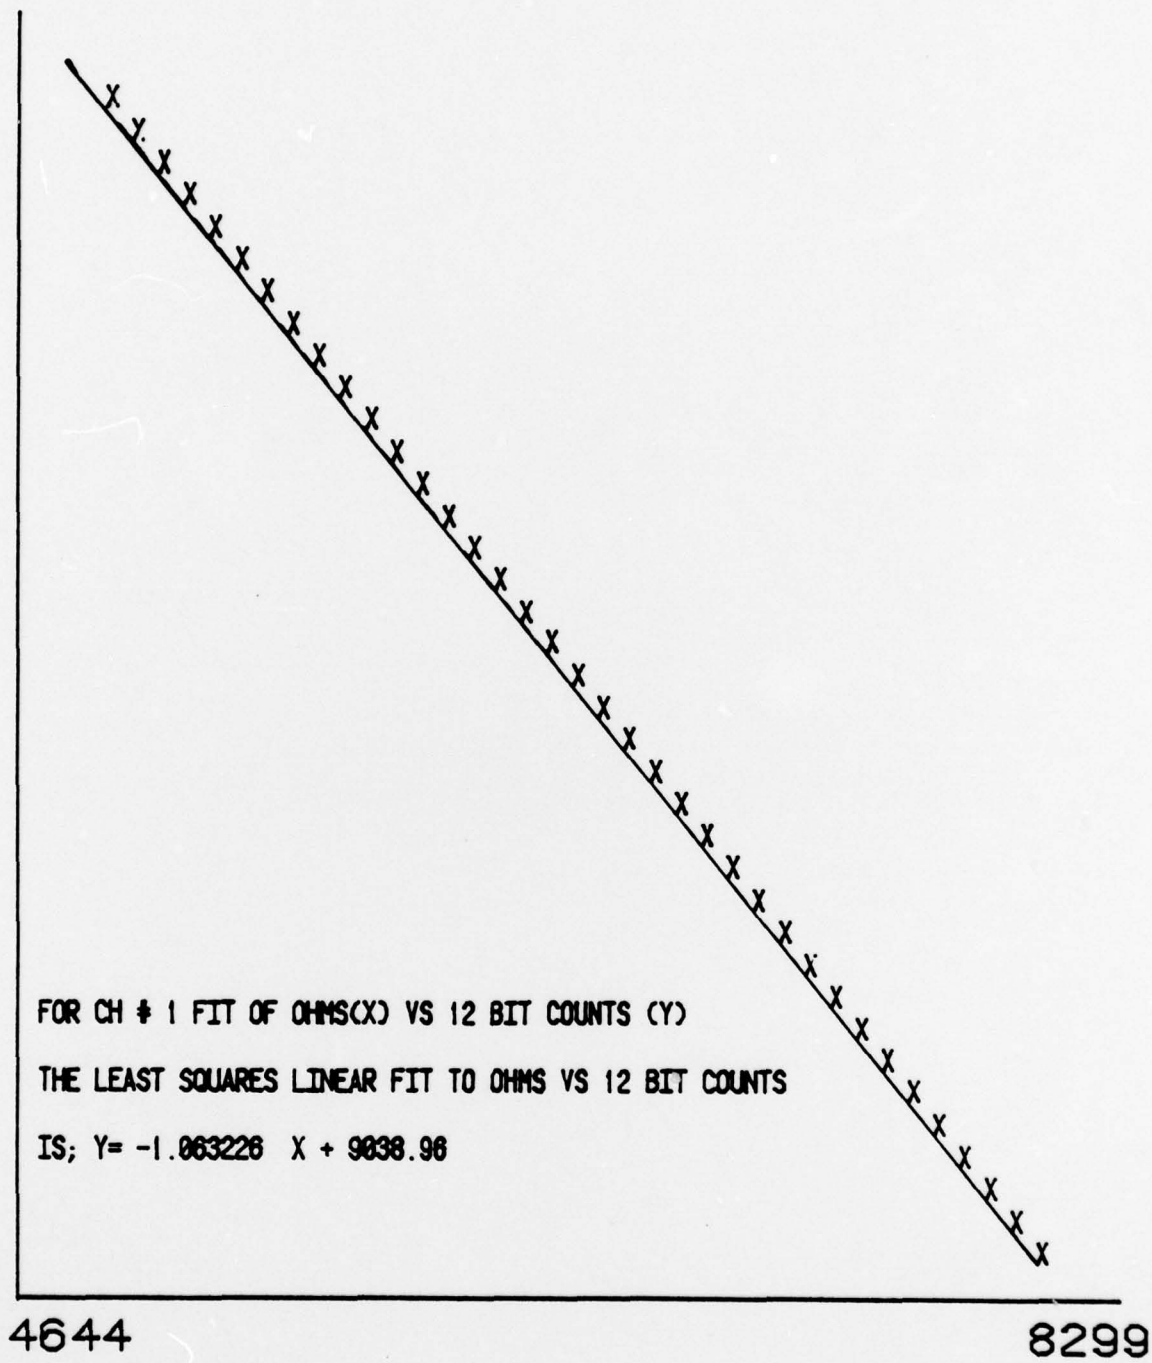 FOR CH # 1 FIT OF OHMS(X) VS 12 BIT COUNTS (Y)
THE LEAST SQUARES LINEAR FIT TO OHMS VS 12 BIT COUNTS
IS; Y= -1.063226 X + 9038.96
4644 8299